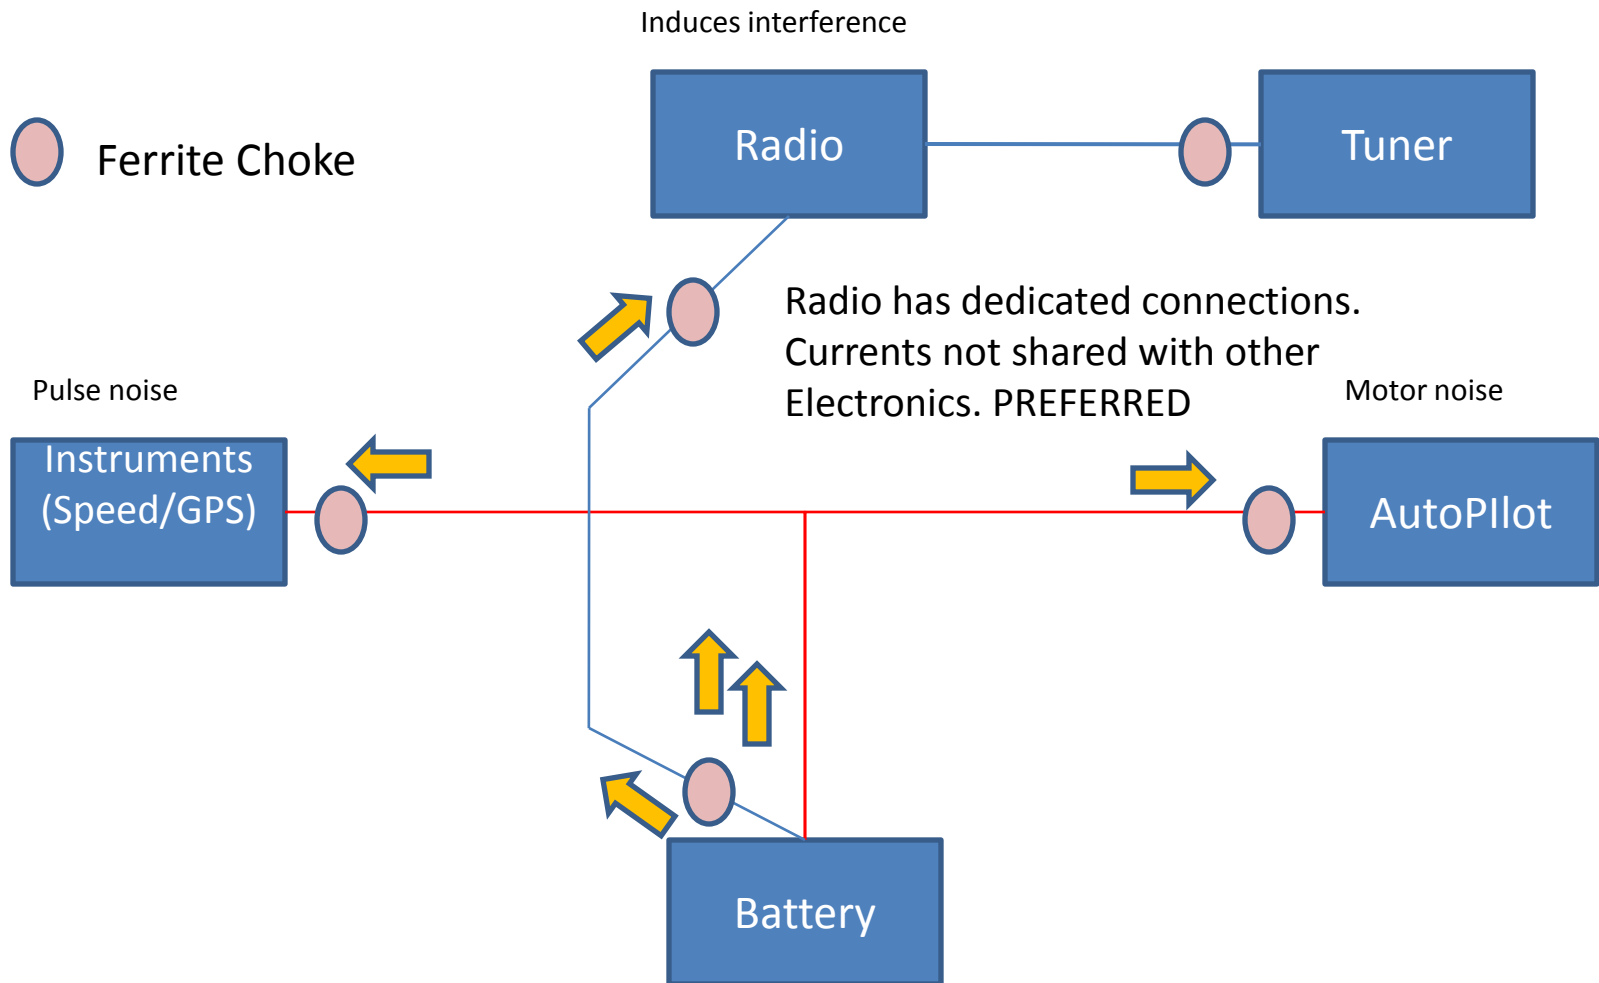 Induces interference
Radio
Tuner
Ferrite Choke
Radio has dedicated connections.
Currents not shared with other
Electronics. PREFERRED
Pulse noise
Motor noise
Instruments
(Speed/GPS)
AutoPIlot
Battery